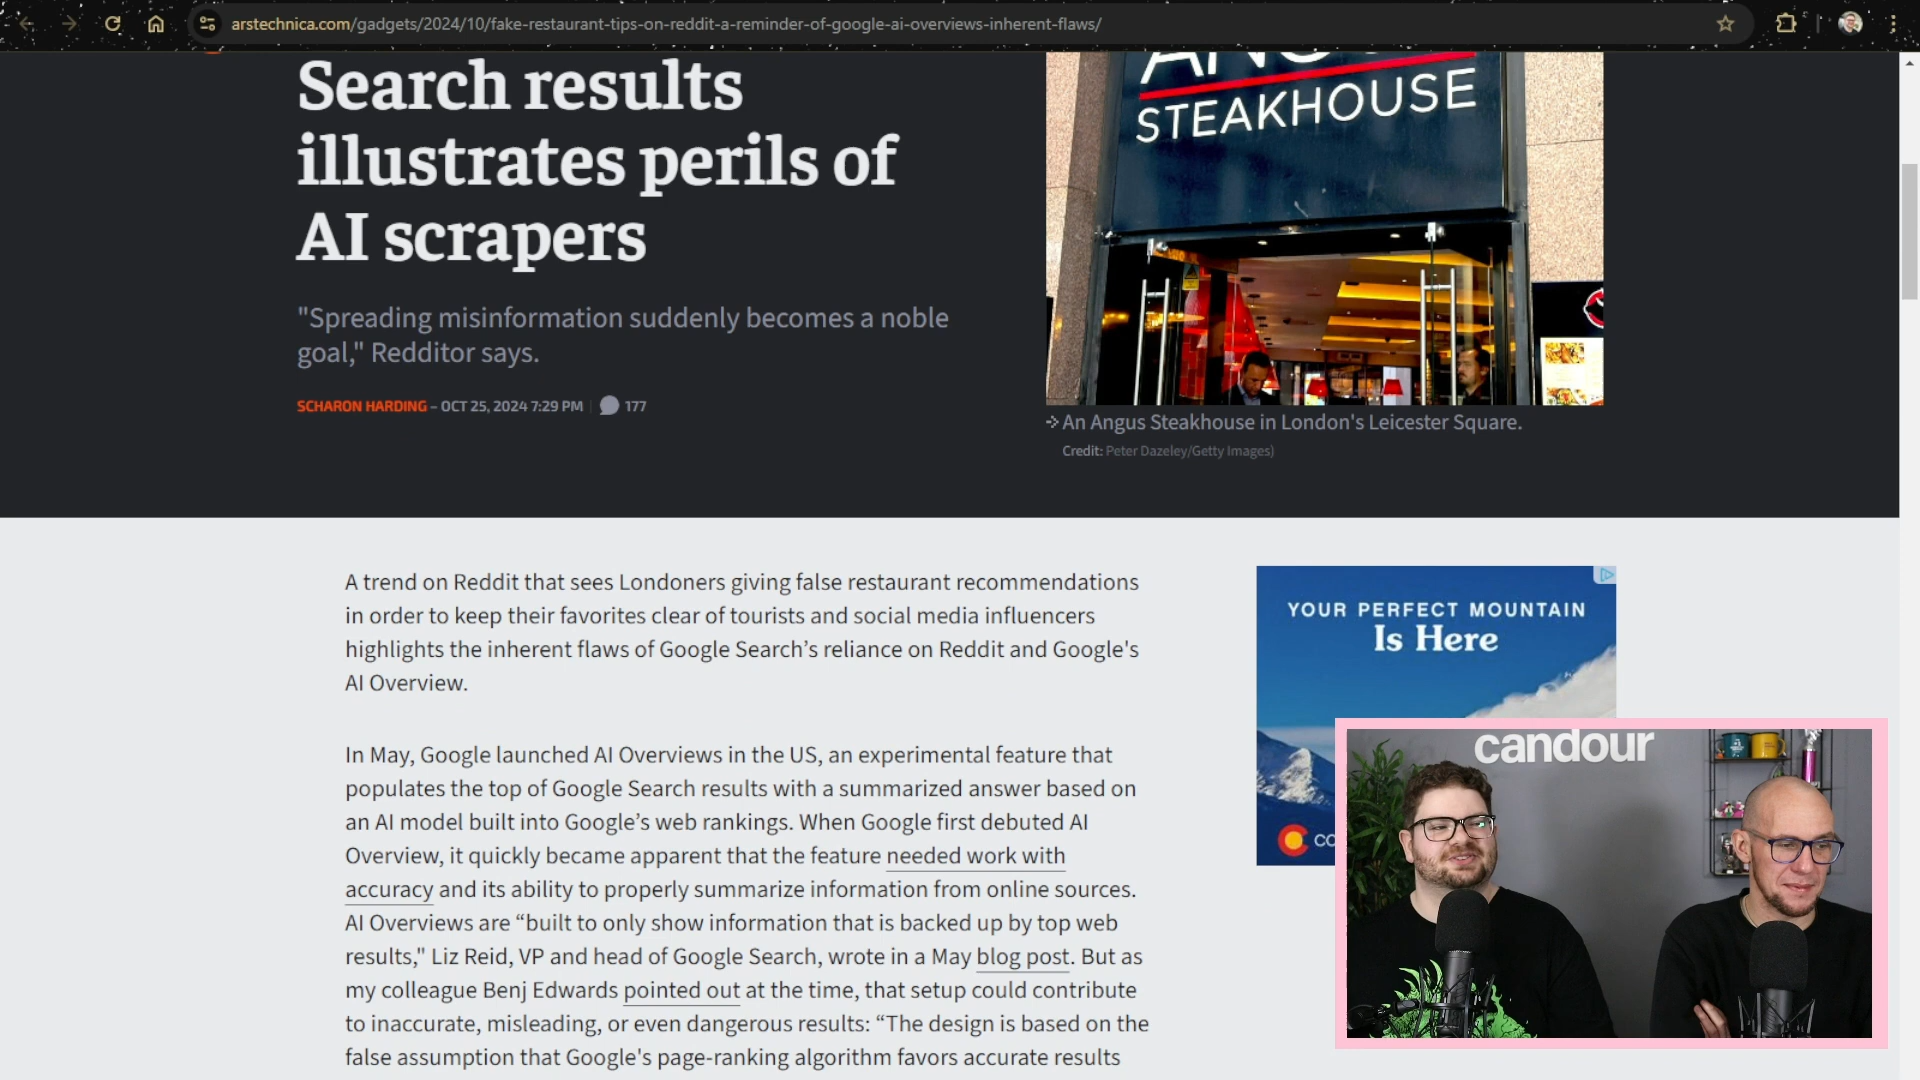 arstechnica.com/gadgets/2024/10/fake-restaurant-tips-on-reddit-a-reminder-of-google-ai-overviews-inherent-flaws/
Search results
illustrates perils of
AI scrapers
"Spreading misinformation suddenly becomes a noble
goal," Redditor says.
SCHARON HARDING – OCT 25, 2024 7:29 PM | 177
STEAKHOUSE
An Angus Steakhouse in London's Leicester Square.
Credit: Peter Dazeley/Getty Images)
A trend on Reddit that sees Londoners giving false restaurant recommendations
in order to keep their favorites clear of tourists and social media influencers
highlights the inherent flaws of Google Search’s reliance on Reddit and Google's
AI Overview.
In May, Google launched AI Overviews in the US, an experimental feature that
populates the top of Google Search results with a summarized answer based on
an AI model built into Google’s web rankings. When Google first debuted AI
Overview, it quickly became apparent that the feature needed work with
accuracy and its ability to properly summarize information from online sources.
AI Overviews are “built to only show information that is backed up by top web
results," Liz Reid, VP and head of Google Search, wrote in a May blog post. But as
my colleague Benj Edwards pointed out at the time, that setup could contribute
to inaccurate, misleading, or even dangerous results: “The design is based on the
false assumption that Google's page-ranking algorithm favors accurate results
YOUR PERFECT MOUNTAIN
Is Here
CO
candour